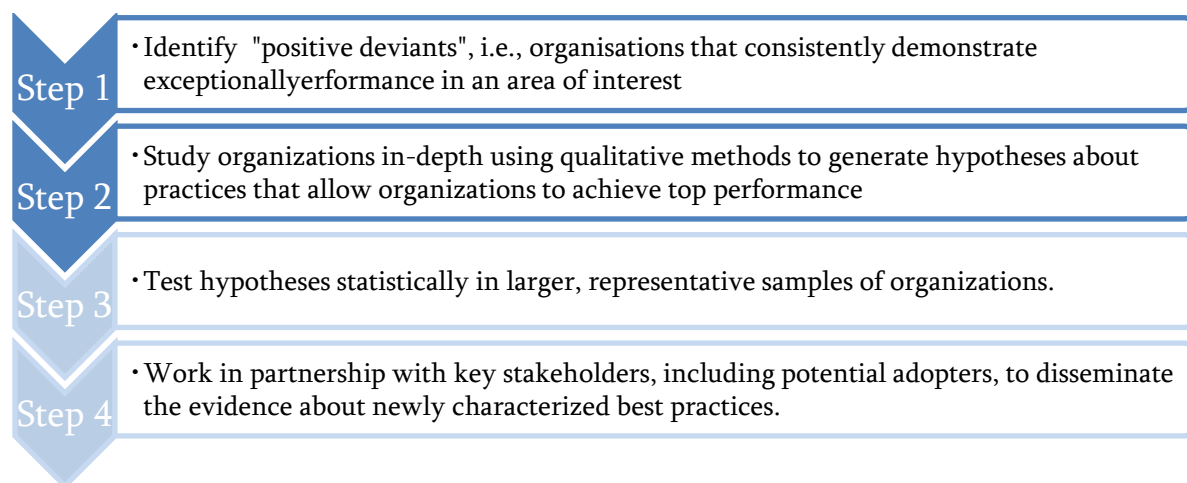 Step 1
· Identify "positive deviants", i.e., organisations that consistently demonstrate
exceptionallyerformance in an area of interest
Step 2
· Study organizations in-depth using qualitative methods to generate hypotheses about
practices that allow organizations to achieve top performance
Step 3
· Test hypotheses statistically in larger, representative samples of organizations.
Step 4
· Work in partnership with key stakeholders, including potential adopters, to disseminate
the evidence about newly characterized best practices.